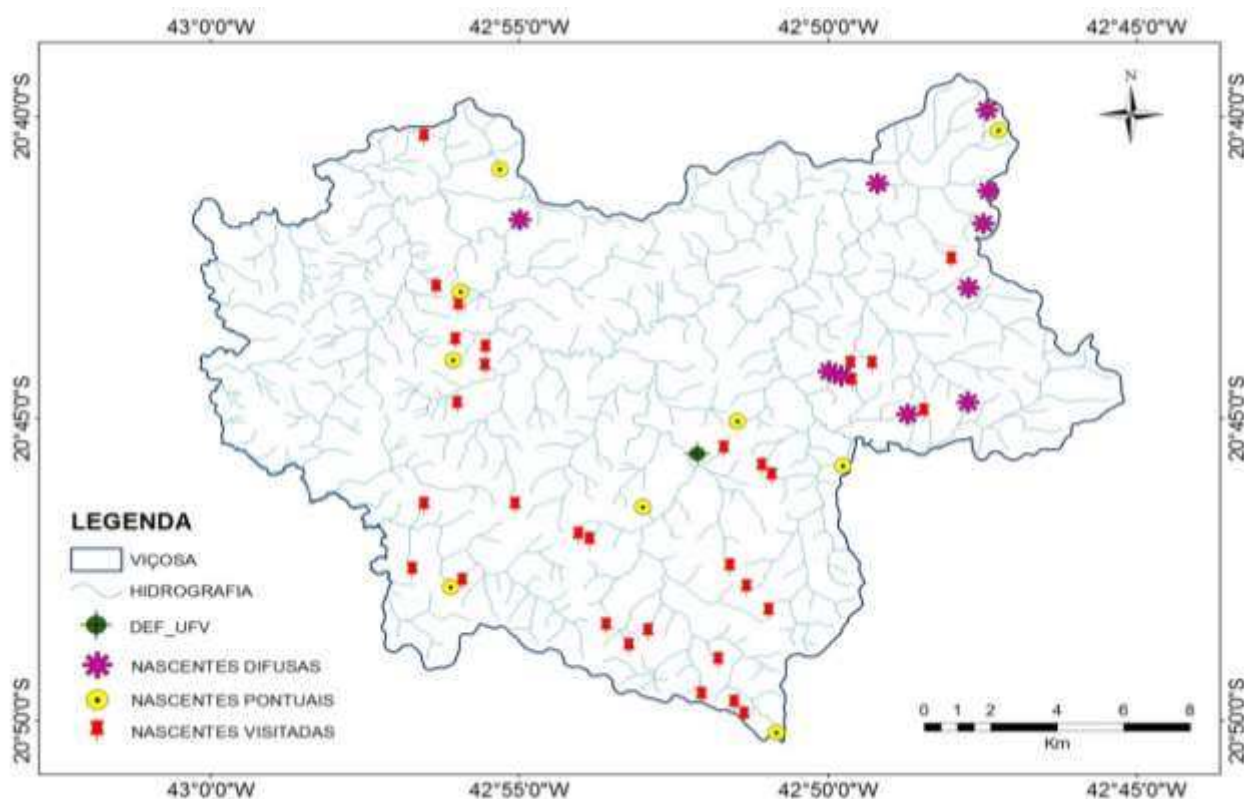 43°0'0"W 42°55'0"W 42°50'0"W 42°45'0"W
20°40'0"S 20°40'0"S
N
20°45'0"S 20°45'0"S
LEGENDA
VIÇOSA
HIDROGRAFIA
DEF_UFV
NASCENTES DIFUSAS
NASCENTES PONTUAIS
NASCENTES VISITADAS
20°50'0"S 20°50'0"S
0 1 2 4 6 8
Km
43°0'0"W 42°55'0"W 42°50'0"W 42°45'0"W